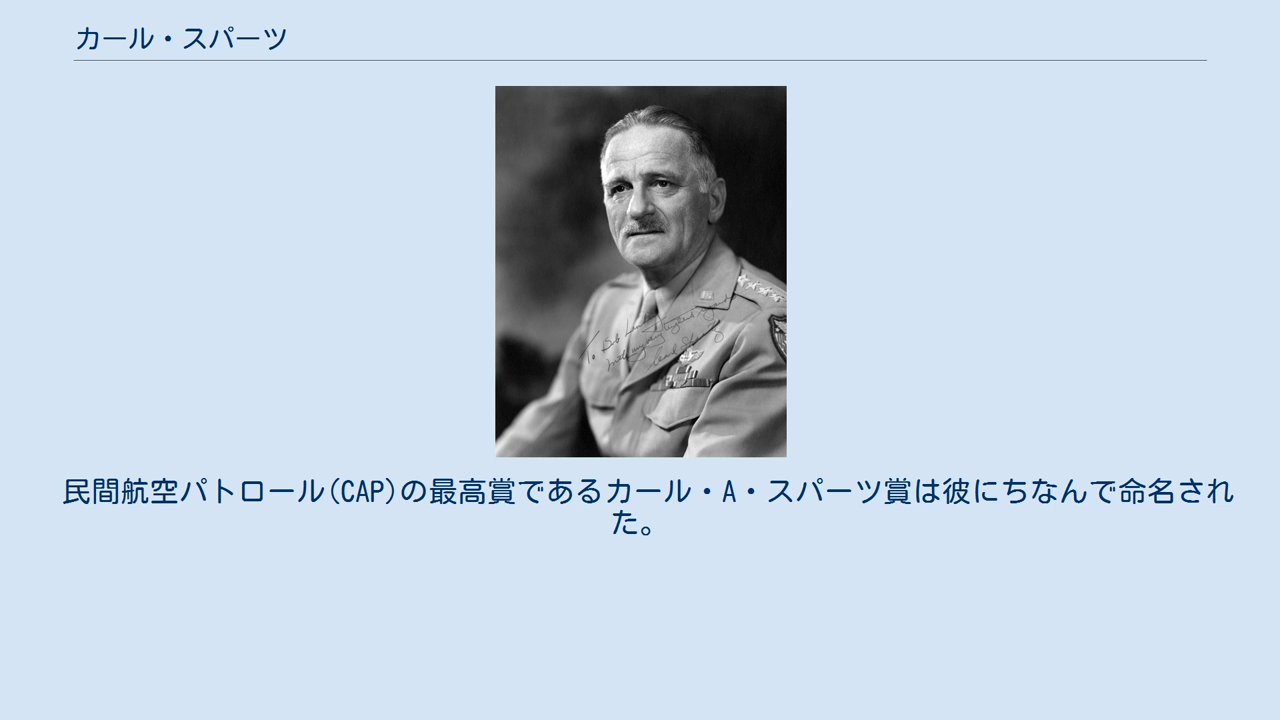 カール・スパーツ
民間航空パトロール(CAP)の最高賞であるカール・A・スパーツ賞は彼にちなんで命名され
た。